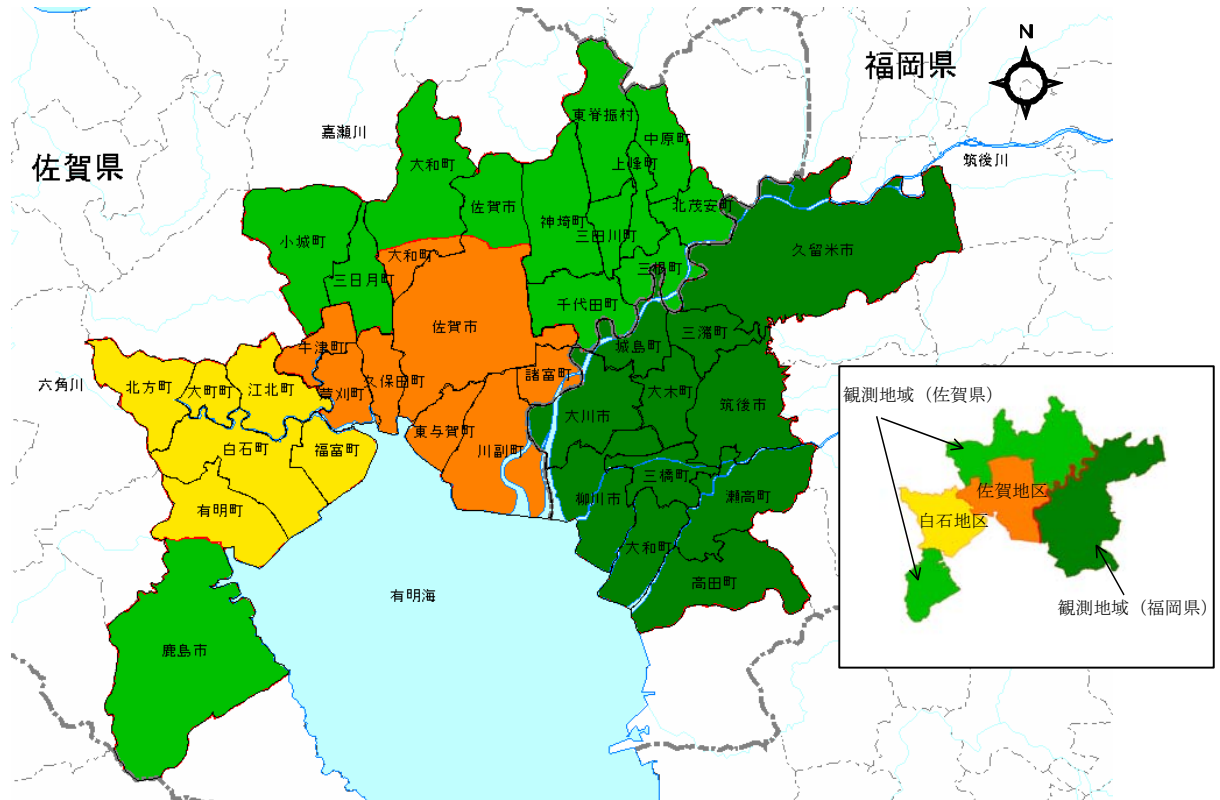 N
福岡県
佐賀県
嘉瀬川
筑後川
東脊振村
中原町
大和町
上峰町
佐賀市
神埼町
北茂安町
小城町
三田川町
久留米市
大和町
三日月町
三根町
千代田町
佐賀市
三潴町
牛津町
城島町
諸富町
六角川
北方町
大町町
江北町
芦刈町
久保田町
大木町
筑後市
大川市
東与賀町
白石町
福富町
川副町
三橋町
柳川市
瀬高町
有明町
大和町
高田町
有明海
鹿島市
観測地域（佐賀県）
佐賀地区
白石地区
観測地域（福岡県）